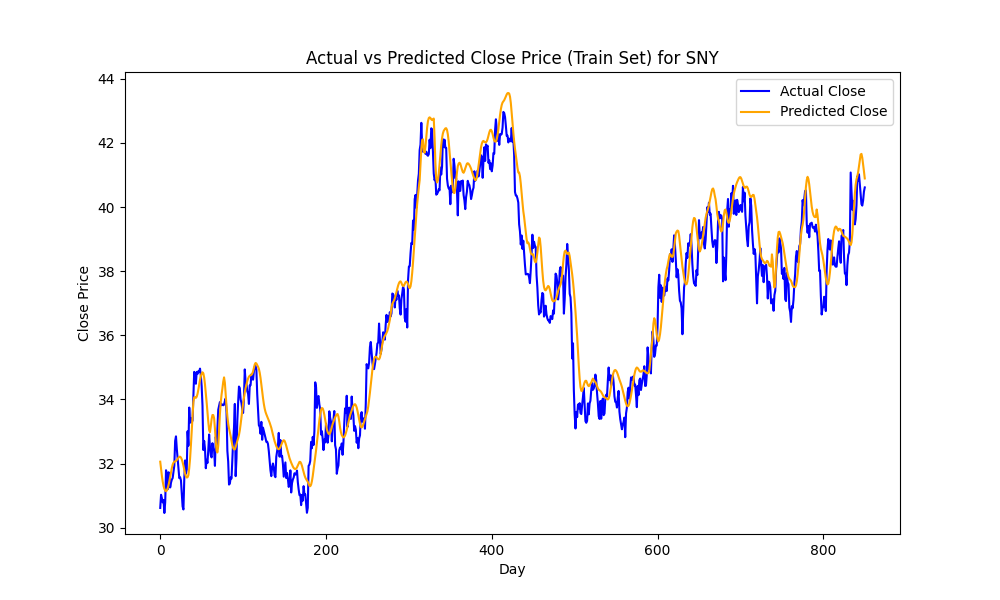 Actual vs Predicted Close Price (Train Set) for SNY
Actual Close
Predicted Close
Close Price
44
42
40
38
36
34
32
30
0
200
400
600
800
Day